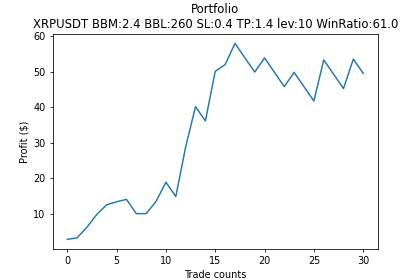 Portfolio
XRPUSDT BBM:2.4 BBL:260 SL:0.4 TP:1.4 lev:10 WinRatio:61.0
Profit ($)
60
50
40
30
20
10
0 5 10 15 20 25 30
Trade counts